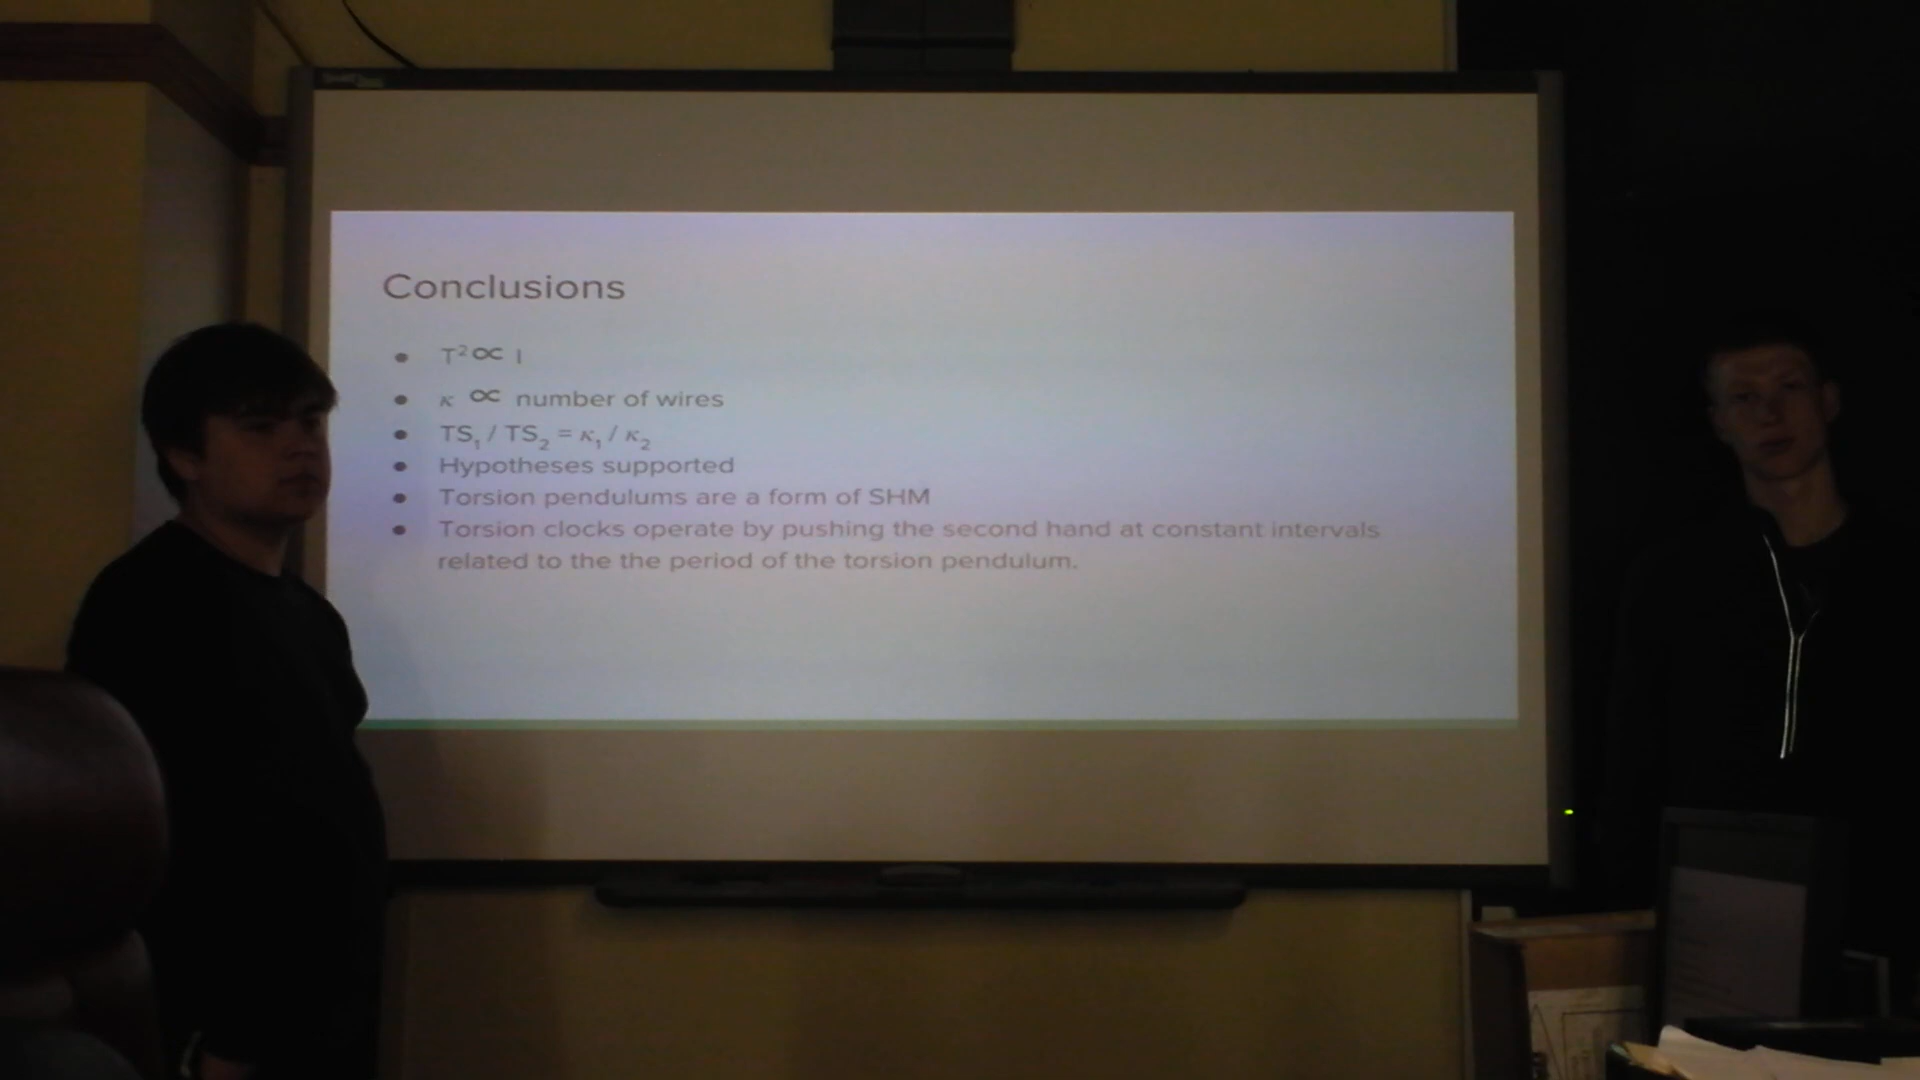 Conclusions
● T² ∝ I
● κ ∝ number of wires
● TS₁ / TS₂ = κ₁ / κ₂
● Hypotheses supported
● Torsion pendulums are a form of SHM
● Torsion clocks operate by pushing the second hand at constant intervals
related to the the period of the torsion pendulum.